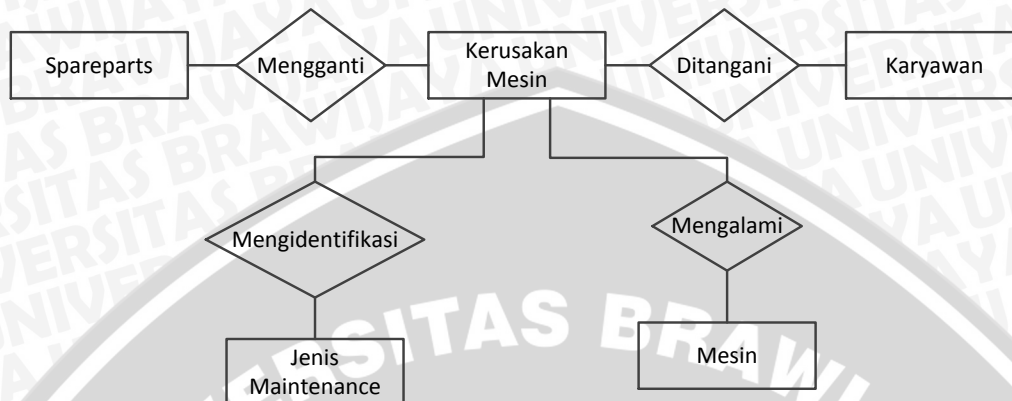 Spareparts
Mengganti
Kerusakan
Mesin
Ditangani
Karyawan
Mengidentifikasi
Mengalami
Jenis
Maintenance
Mesin